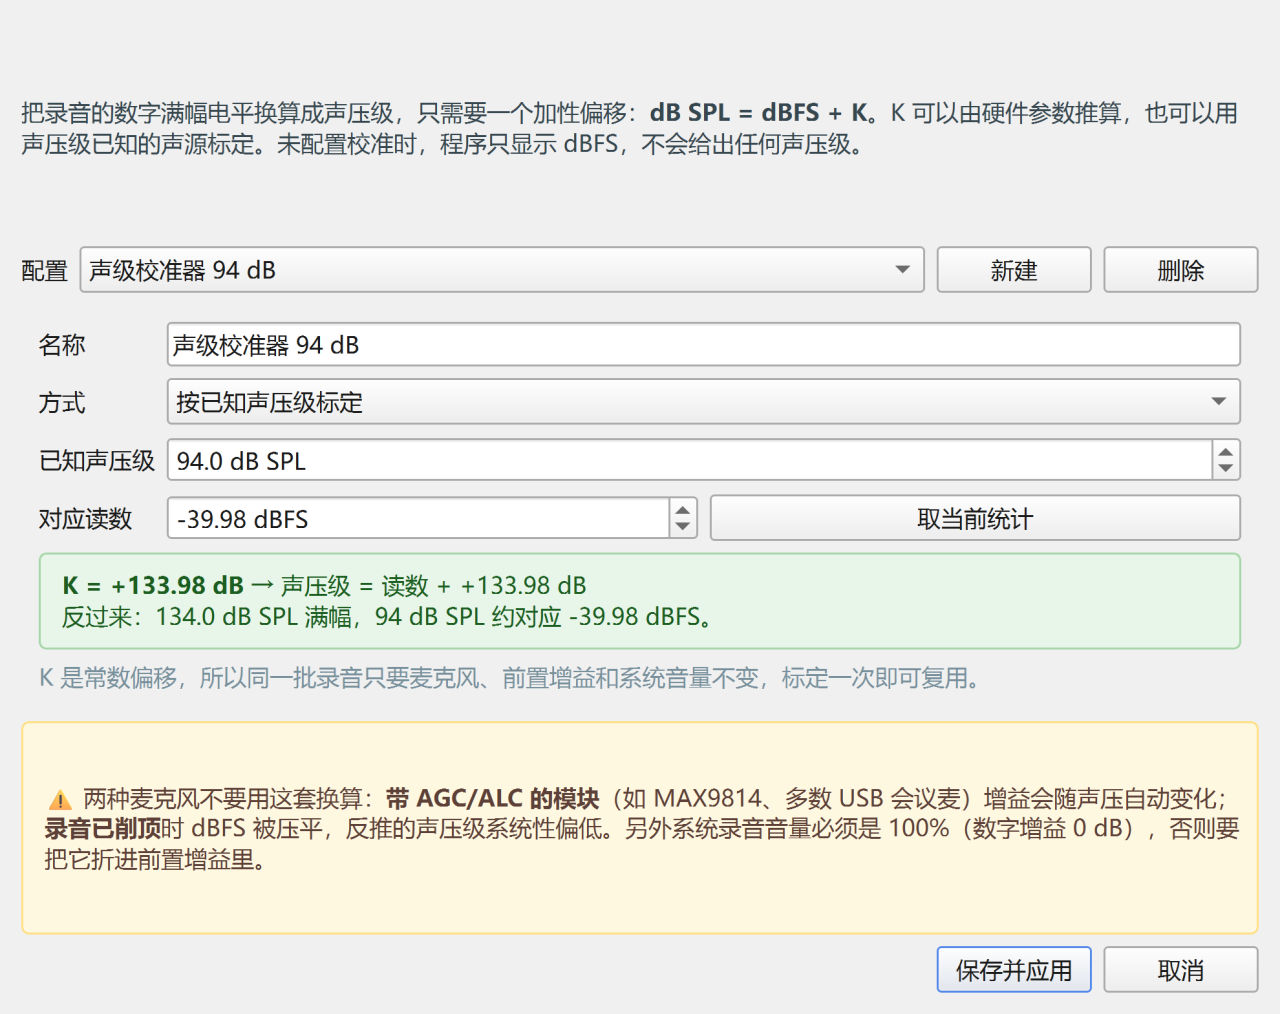 把录音的数字满幅电平换算成声压级，只需要一个加性偏移：dB SPL = dBFS + K。K 可以由硬件参数推算，也可以用
声压级已知的声源标定。未配置校准时，程序只显示 dBFS，不会给出任何声压级。
配置 声级校准器 94 dB 新建 删除
名称 声级校准器 94 dB
方式 按已知声压级标定
已知声压级 94.0 dB SPL
对应读数 -39.98 dBFS 取当前统计
K = +133.98 dB → 声压级 = 读数 + +133.98 dB
反过来：134.0 dB SPL 满幅，94 dB SPL 约对应 -39.98 dBFS。
K 是常数偏移，所以同一批录音只要麦克风、前置增益和系统音量不变，标定一次即可复用。
⚠ 两种麦克风不要用这套换算：带 AGC/ALC 的模块（如 MAX9814、多数 USB 会议麦）增益会随声压自动变化；
录音已削顶时 dBFS 被压平，反推的声压级系统性偏低。另外系统录音音量必须是 100%（数字增益 0 dB），否则要
把它折进前置增益里。
保存并应用 取消